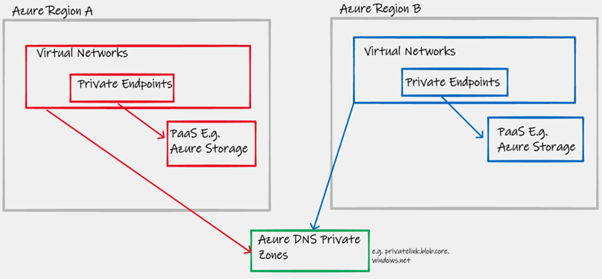 Azure Region A
Azure Region B
Virtual Networks
Private Endpoints
PaaS E.g.
Azure Storage
Virtual Networks
Private Endpoints
PaaS E.g.
Azure Storage
Azure DNS Private
Zones
e.g. privatelink.blob.core.
windows.net